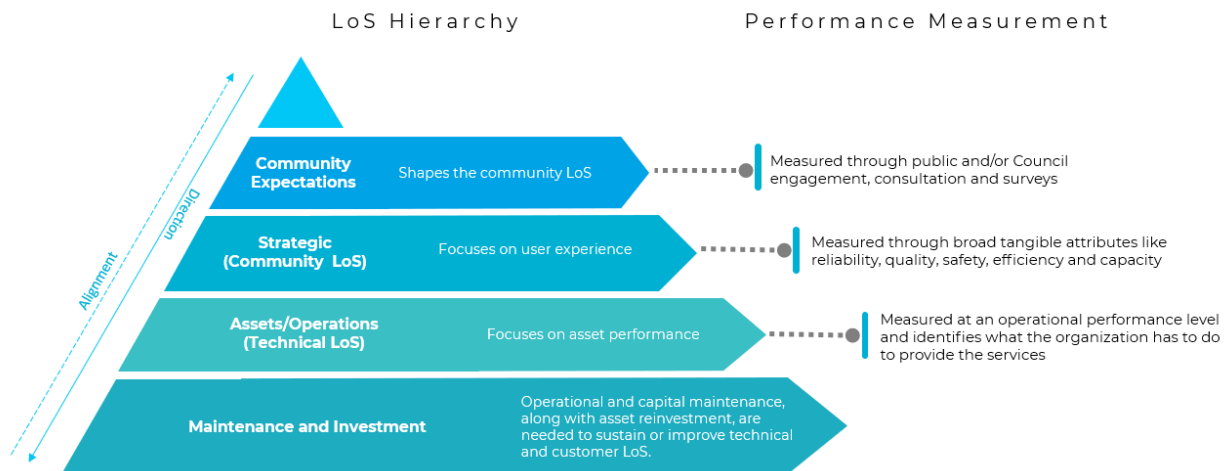 LoS Hierarchy
Performance Measurement
Alignment
Direction
Community
Expectations
Shapes the community LoS
Measured through public and/or Council
engagement, consultation and surveys
Strategic
(Community LoS)
Focuses on user experience
Measured through broad tangible attributes like
reliability, quality, safety, efficiency and capacity
Assets/Operations
(Technical LoS)
Focuses on asset performance
Measured at an operational performance level
and identifies what the organization has to do
to provide the services
Maintenance and Investment
Operational and capital maintenance,
along with asset reinvestment, are
needed to sustain or improve technical
and customer LoS.